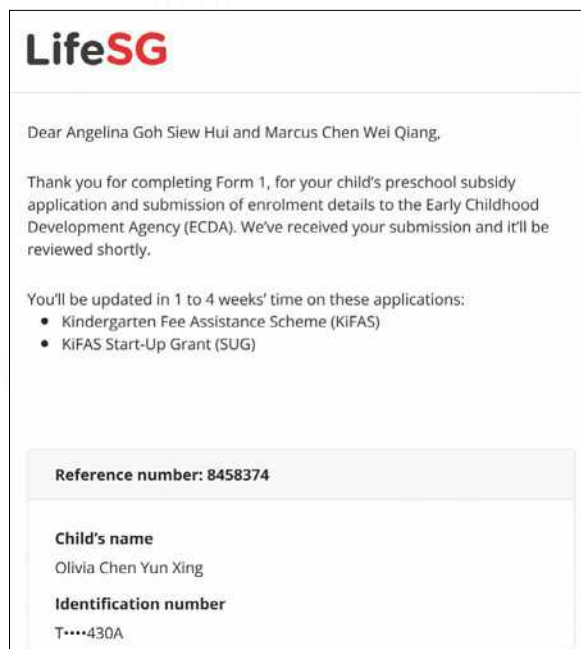 LifeSG
Dear Angelina Goh Siew Hui and Marcus Chen Wei Qiang,
Thank you for completing Form 1, for your child's preschool subsidy
application and submission of enrolment details to the Early Childhood
Development Agency (ECDA). We've received your submission and it'll be
reviewed shortly.
You'll be updated in 1 to 4 weeks' time on these applications:
• Kindergarten Fee Assistance Scheme (KiFAS)
• KiFAS Start-Up Grant (SUG)
Reference number: 8458374
Child's name
Olivia Chen Yun Xing
Identification number
T••••430A